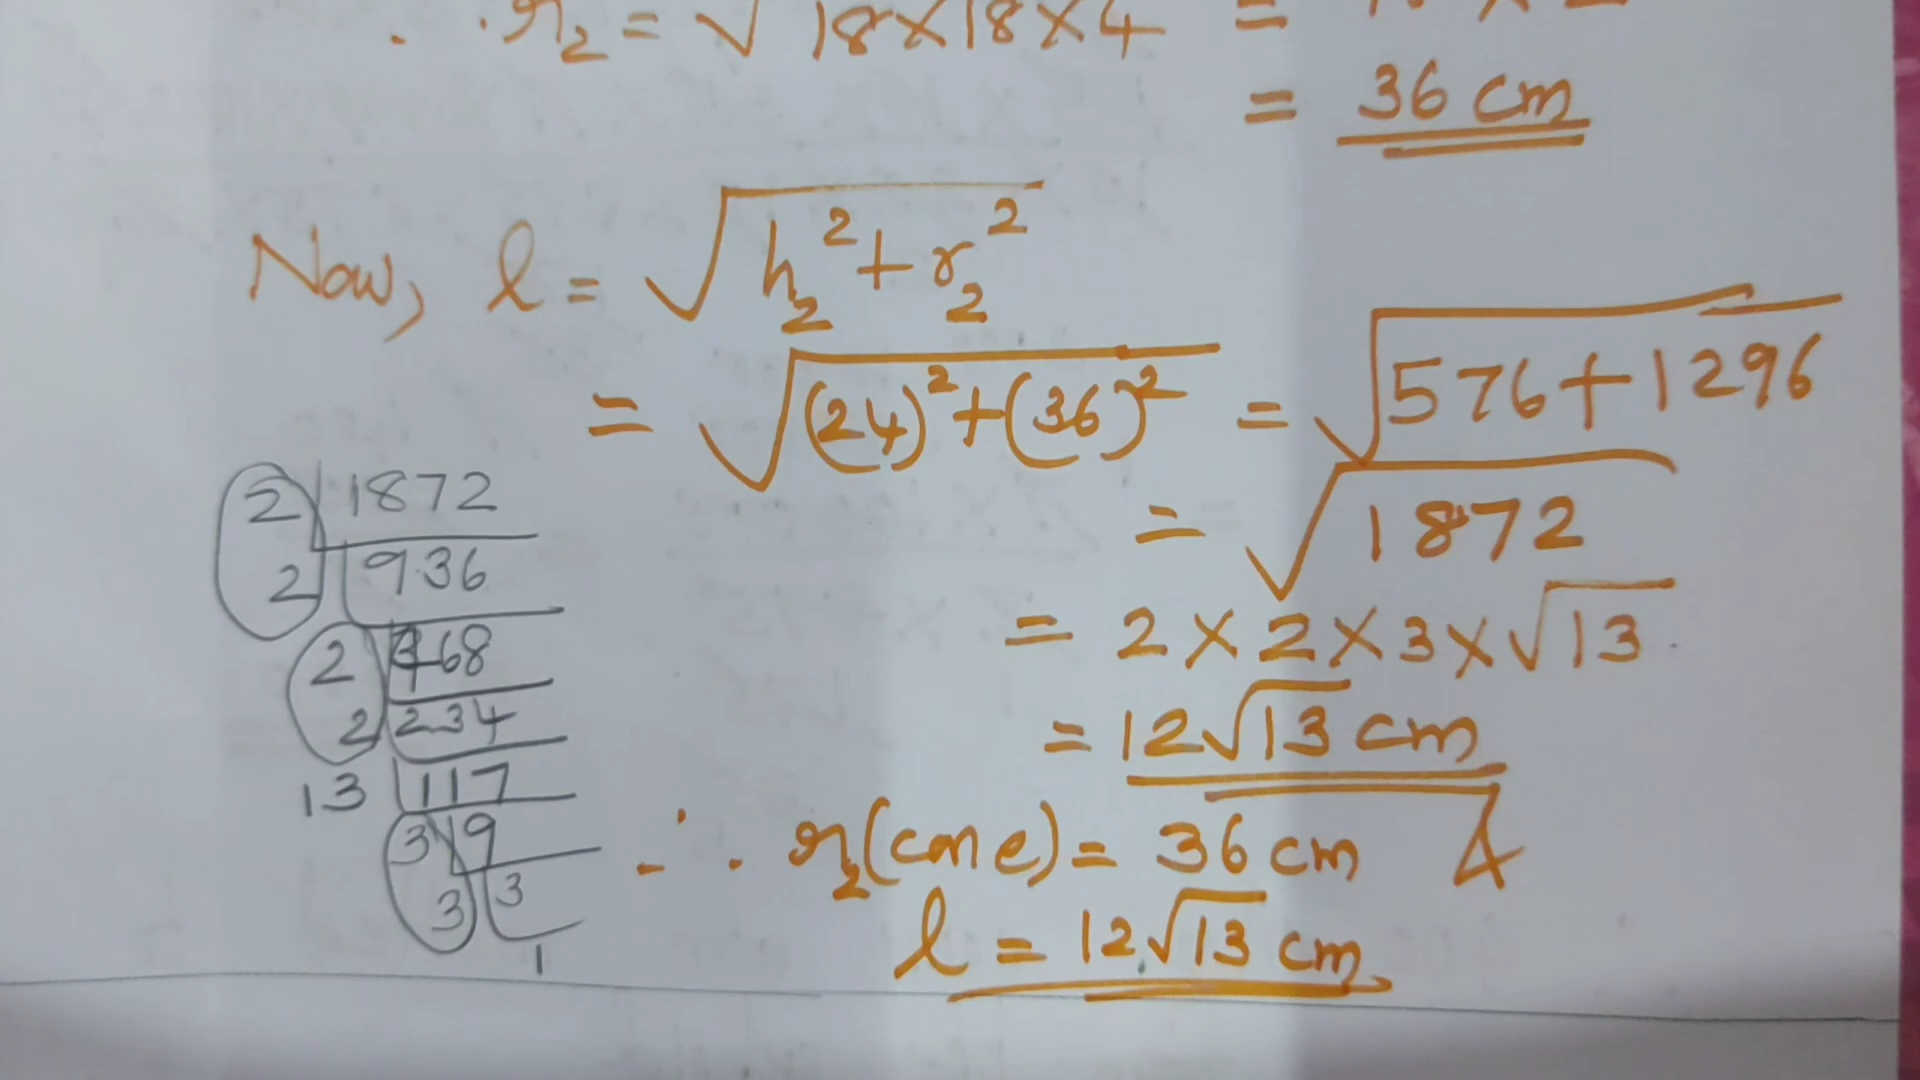 ∴ r₂ = √18×18×4 =
= 36 cm
Now, l = √h₂² + r₂²
= √(24)² + (36)² = √576 + 1296
= √1872
= 2 × 2 × 3 × √13
= 12√13 cm
∴ r₂(cone) = 36 cm
l = 12√13 cm
2 | 1872
2 | 936
2 | 468
2 | 234
13 | 117
3 | 9
3 | 3
1